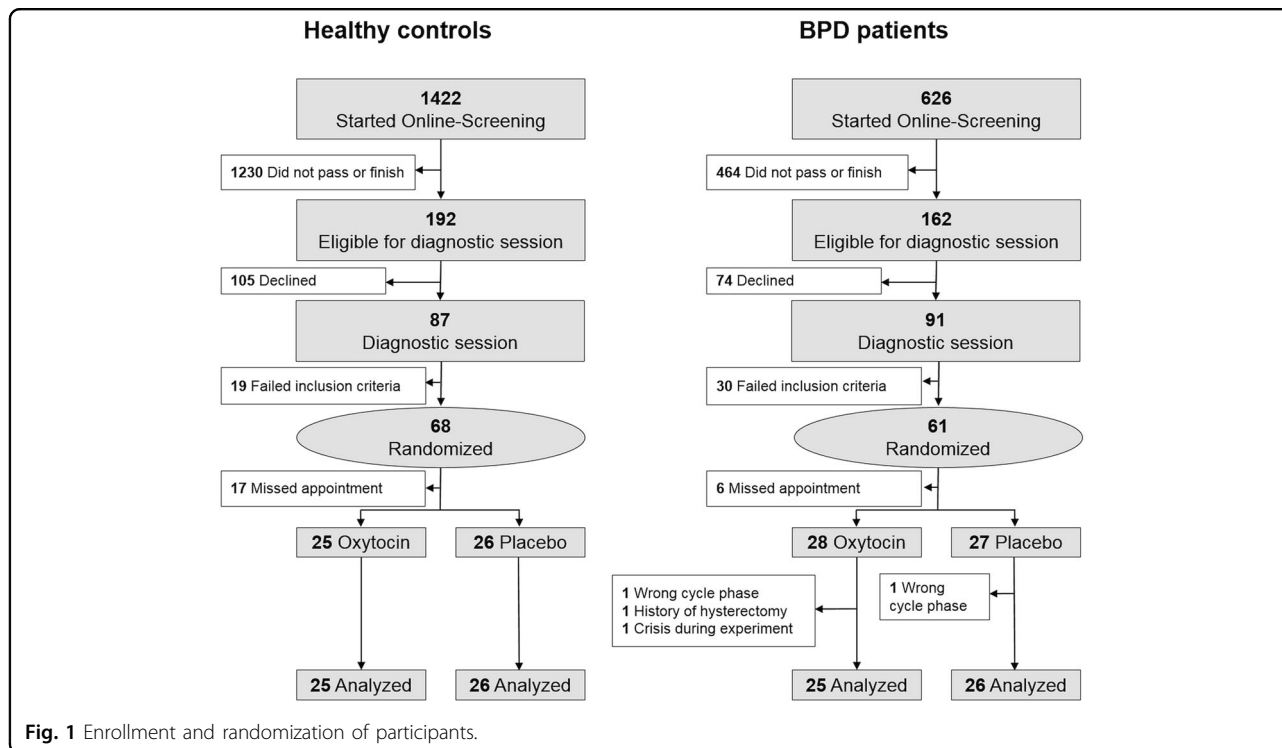 Healthy controls
1422
Started Online-Screening
1230 Did not pass or finish
192
Eligible for diagnostic session
105 Declined
87
Diagnostic session
19 Failed inclusion criteria
68
Randomized
17 Missed appointment
25 Oxytocin
26 Placebo
25 Analyzed
26 Analyzed
BPD patients
626
Started Online-Screening
464 Did not pass or finish
162
Eligible for diagnostic session
74 Declined
91
Diagnostic session
30 Failed inclusion criteria
61
Randomized
6 Missed appointment
28 Oxytocin
27 Placebo
1 Wrong cycle phase
1 History of hysterectomy
1 Crisis during experiment
1 Wrong
cycle phase
25 Analyzed
26 Analyzed
Fig. 1 Enrollment and randomization of participants.